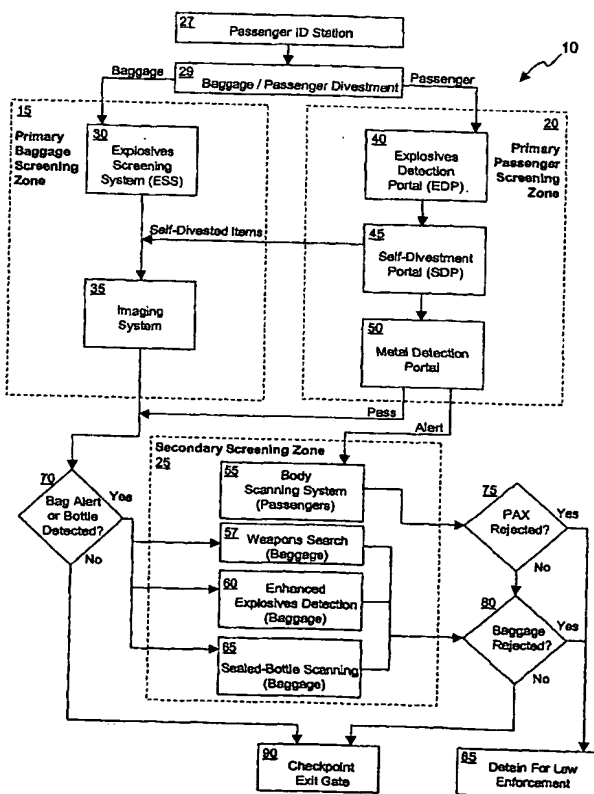 27
Passenger ID Station
10
29
Baggage / Passenger Divestment
Baggage
Passenger
15
Primary
Baggage
Screening
Zone
30
Explosives
Screening
System (ESS)
20
Primary
Passenger
Screening
Zone
40
Explosives
Detection
Portal (EDP)
Self-Divested Items
45
Self-Divestment
Portal (SDP)
35
Imaging
System
50
Metal Detection
Portal
Pass
Alert
Secondary Screening Zone
25
55
Body
Scanning System
(Passengers)
70
Bag Alert
or Bottle
Detected?
Yes
No
57
Weapons Search
(Baggage)
60
Enhanced
Explosives Detection
(Baggage)
65
Sealed-Bottle Scanning
(Baggage)
75
PAX
Rejected?
Yes
No
80
Baggage
Rejected?
Yes
No
90
Checkpoint
Exit Gate
85
Detain For Law
Enforcement